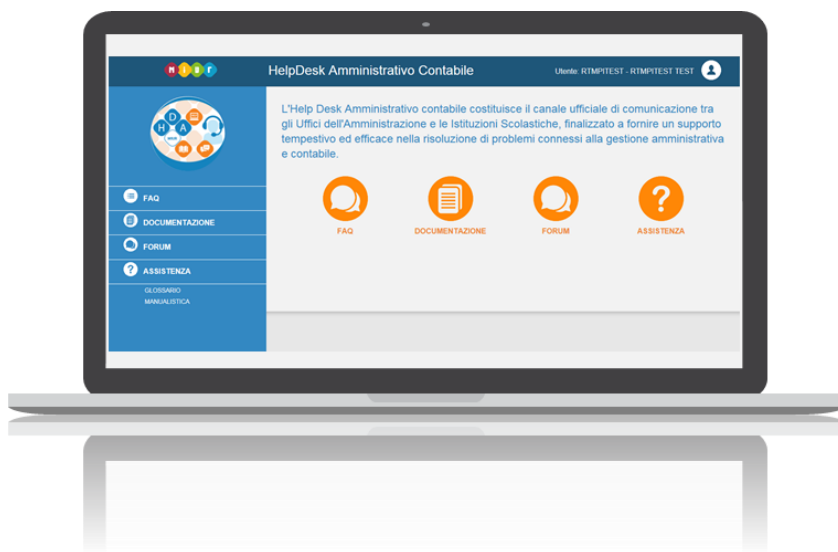 MIUR
HelpDesk Amministrativo Contabile
Utente: RTMPITEST - RTMPITEST TEST
H D A
L'Help Desk Amministrativo contabile costituisce il canale ufficiale di comunicazione tra
gli Uffici dell'Amministrazione e le Istituzioni Scolastiche, finalizzato a fornire un supporto
tempestivo ed efficace nella risoluzione di problemi connessi alla gestione amministrativa
e contabile.
FAQ
DOCUMENTAZIONE
FORUM
ASSISTENZA
GLOSSARIO
MANUALISTICA
FAQ
DOCUMENTAZIONE
FORUM
?
ASSISTENZA